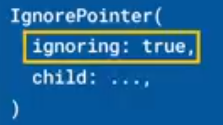 IgnorePointer(
  ignoring: true,
  child: ...,
)